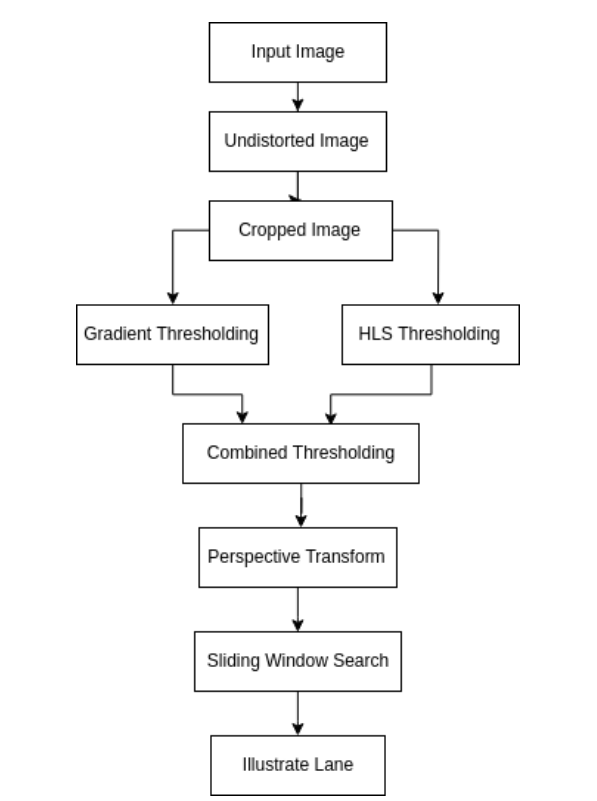 Input Image
Undistorted Image
Cropped Image
Gradient Thresholding
HLS Thresholding
Combined Thresholding
Perspective Transform
Sliding Window Search
Illustrate Lane